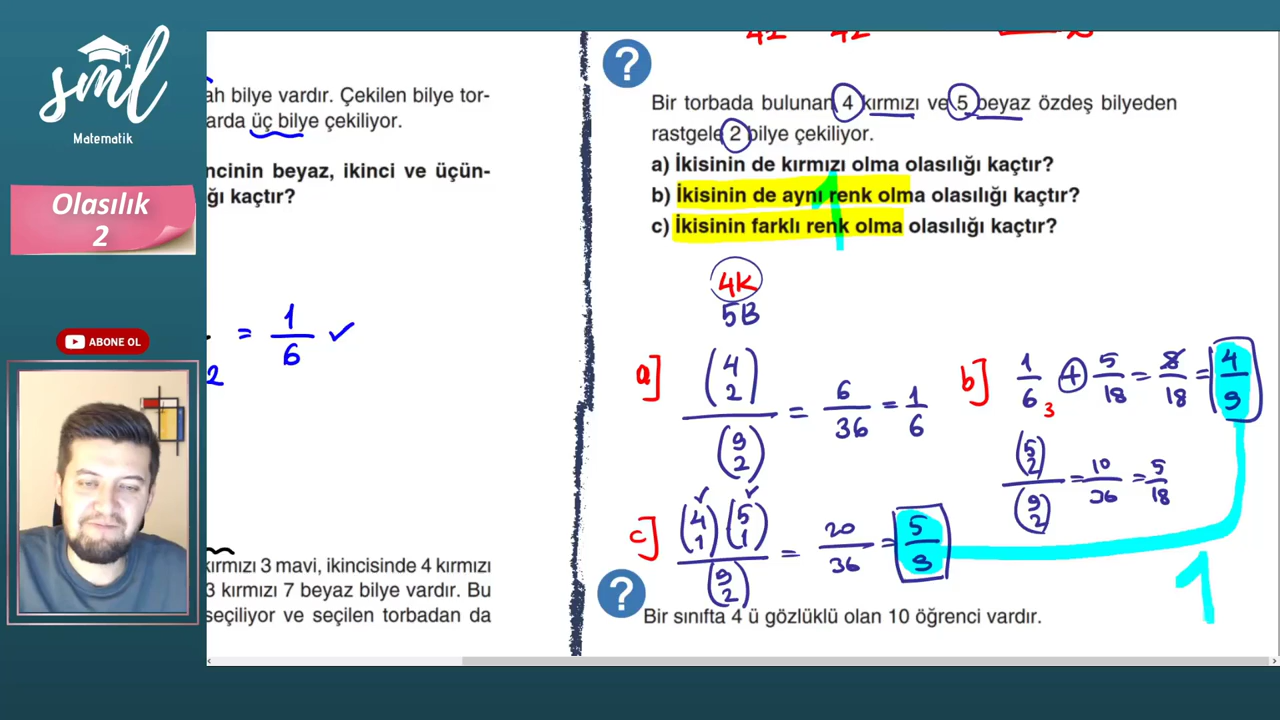 sml
Matematik
Olasılık
2
ABONE OL
ah bilye vardır. Çekilen bilye tor-
arda üç bilye çekiliyor.
ncinin beyaz, ikinci ve üçün-
ğı kaçtır?
2
= 1/6 ✓
ırmızı 3 mavi, ikincisinde 4 kırmızı
3 kırmızı 7 beyaz bilye vardır. Bu
seçiliyor ve seçilen torbadan da
42 42
?
Bir torbada bulunan 4 kırmızı ve 5 beyaz özdeş bilyeden
rastgele 2 bilye çekiliyor.
a) İkisinin de kırmızı olma olasılığı kaçtır?
b) İkisinin de aynı renk olma olasılığı kaçtır?
c) İkisinin farklı renk olma olasılığı kaçtır?
1
4K
5B
a] (4 2) / (9 2) = 6/36 = 1/6
b] 1/6 + 5/18 = 8/18 = 4/9
3
(5 2) / (9 2) = 10/36 = 5/18
c] (4 1) (5 1) / (9 2) = 20/36 = 5/9
1
?
Bir sınıfta 4 ü gözlüklü olan 10 öğrenci vardır.